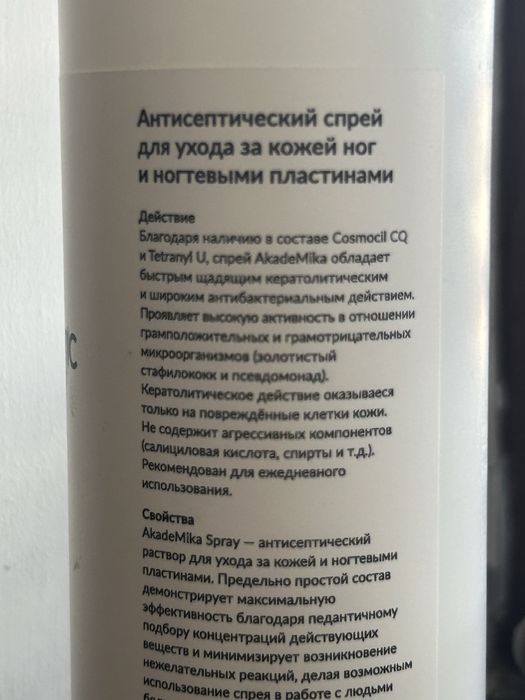 Антисептический спрей
для ухода за кожей ног
и ногтевыми пластинами
Действие
Благодаря наличию в составе Cosmocil CQ
и Tetranyl U, спрей AkadeMika обладает
быстрым щадящим кератолитическим
и широким антибактериальным действием.
Проявляет высокую активность в отношении
грамположительных и грамотрицательных
микроорганизмов (золотистый
стафилококк и псевдомонад).
Кератолитическое действие оказываеся
только на повреждённые клетки кожи.
Не содержит агрессивных компонентов
(салициловая кислота, спирты и т.д.).
Рекомендован для ежедневного
использования.
Свойства
AkadeMika Spray — антисептический
раствор для ухода за кожей и ногтевыми
пластинами. Предельно простой состав
демонстрирует максимальную
эффективность благодаря педантичному
подбору концентраций действующих
веществ и минимизирует возникновение
нежелательных реакций, делая возможным
использование спрея в работе с людьми